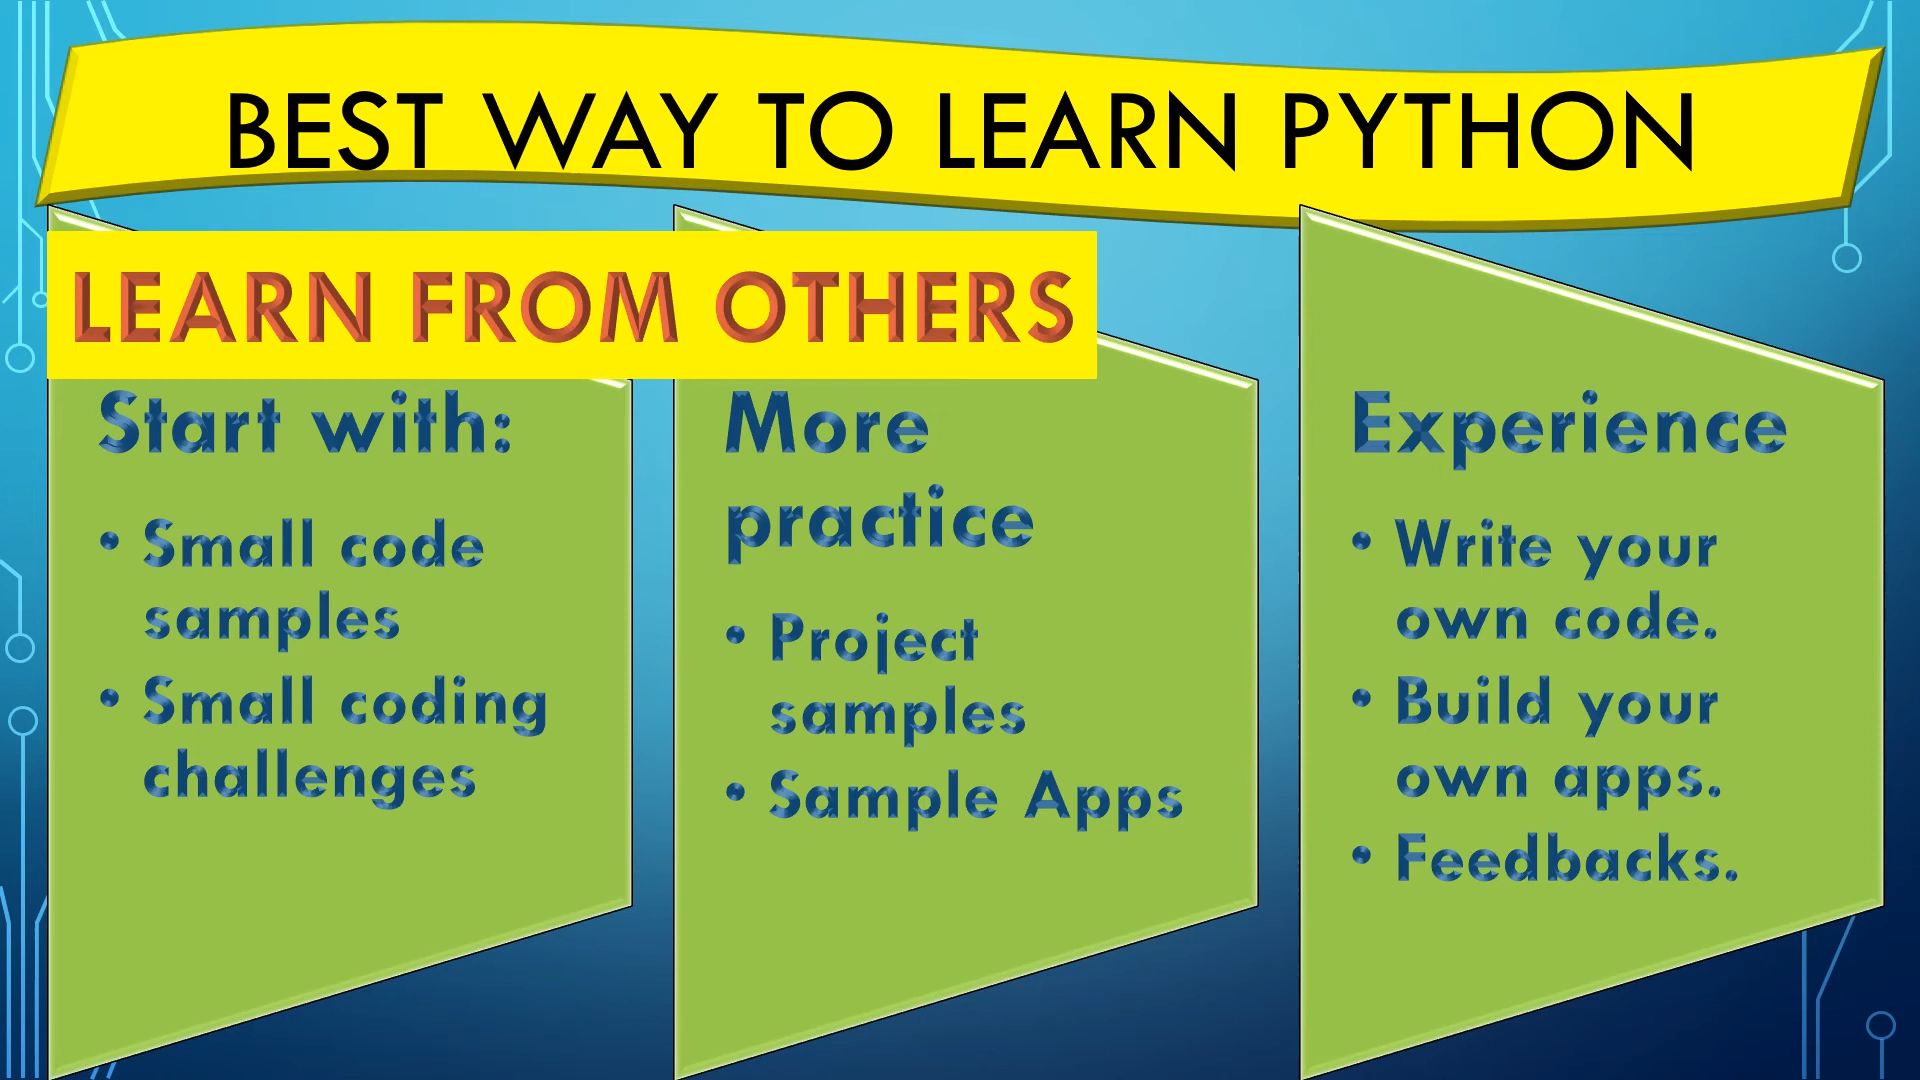 BEST WAY TO LEARN PYTHON
LEARN FROM OTHERS
Start with:
• Small code
samples
• Small coding
challenges
More
practice
• Project
samples
• Sample Apps
Experience
• Write your
own code.
• Build your
own apps.
• Feedbacks.